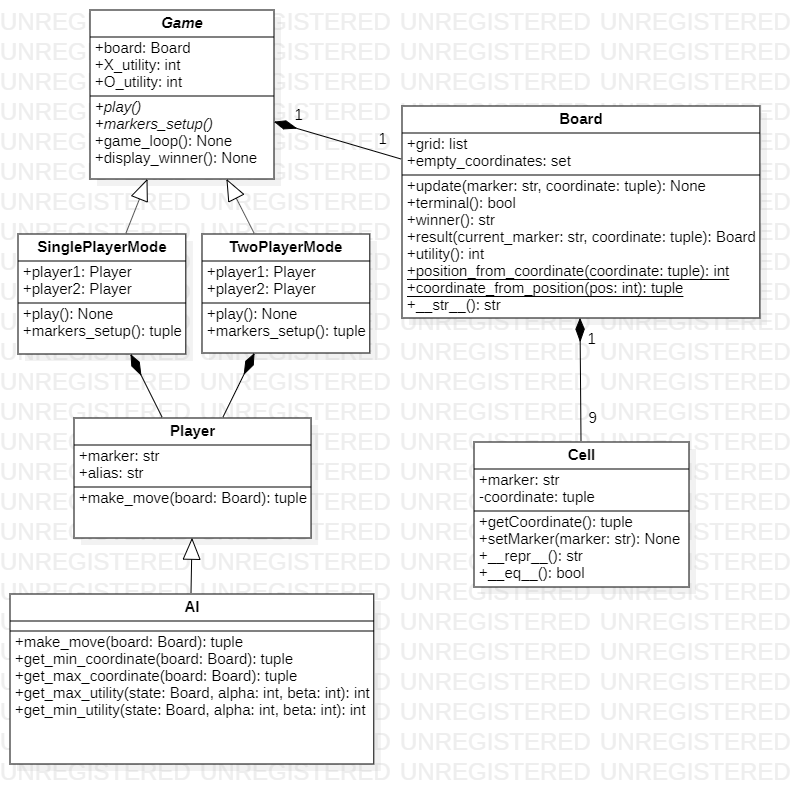 Game
+board: Board
+X_utility: int
+O_utility: int
+play()
+markers_setup()
+game_loop(): None
+display_winner(): None
1
1
Board
+grid: list
+empty_coordinates: set
+update(marker: str, coordinate: tuple): None
+terminal(): bool
+winner(): str
+result(current_marker: str, coordinate: tuple): Board
+utility(): int
+position_from_coordinate(coordinate: tuple): int
+coordinate_from_position(pos: int): tuple
+__str__(): str
SinglePlayerMode
+player1: Player
+player2: Player
+play(): None
+markers_setup(): tuple
TwoPlayerMode
+player1: Player
+player2: Player
+play(): None
+markers_setup(): tuple
1
9
Player
+marker: str
+alias: str
+make_move(board: Board): tuple
Cell
+marker: str
-coordinate: tuple
+getCoordinate(): tuple
+setMarker(marker: str): None
+__repr__(): str
+__eq__(): bool
AI
+make_move(board: Board): tuple
+get_min_coordinate(board: Board): tuple
+get_max_coordinate(board: Board): tuple
+get_max_utility(state: Board, alpha: int, beta: int): int
+get_min_utility(state: Board, alpha: int, beta: int): int
UNREGISTERED